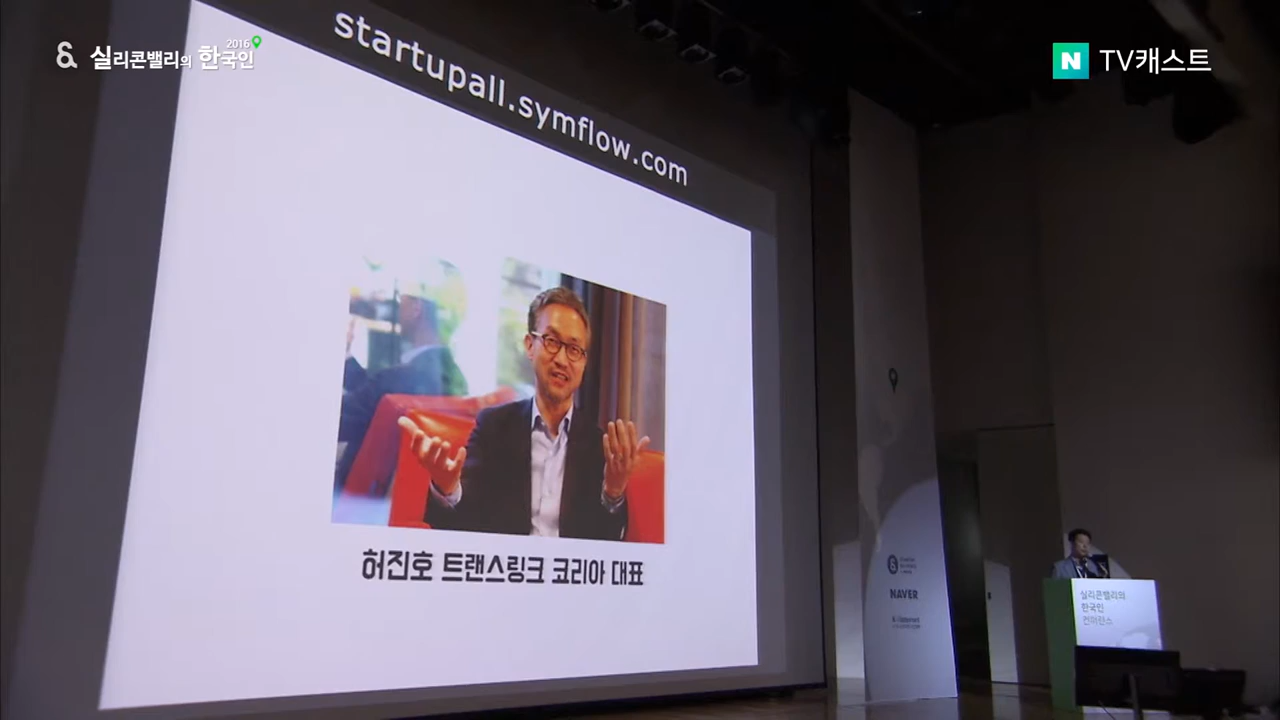 startupall.symflow.com
& 실리콘밸리의 한국인
2016
N TV캐스트
허진호 트랜스링크 코리아 대표
NAVER
실리콘밸리의
한국인
컨퍼런스